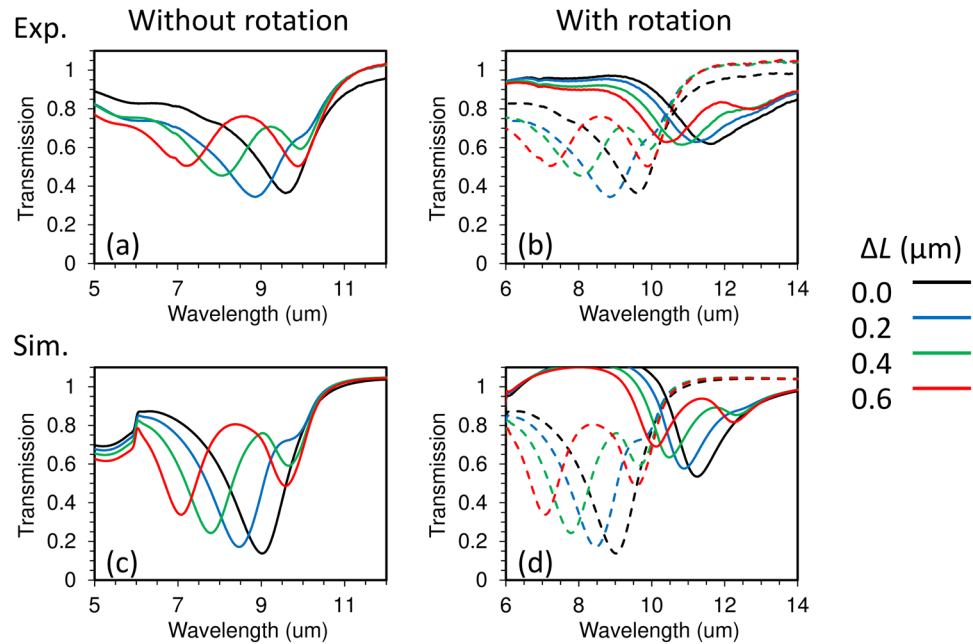 Without rotation
With rotation
Exp.
1
0.8
0.6
0.4
0.2
0
Transmission
(a)
5
7
9
11
Wavelength (um)
1
0.8
0.6
0.4
0.2
0
Transmission
(b)
6
8
10
12
14
Wavelength (um)
ΔL (μm)
0.0
0.2
0.4
0.6
Sim.
1
0.8
0.6
0.4
0.2
0
Transmission
(c)
5
7
9
11
Wavelength (um)
1
0.8
0.6
0.4
0.2
0
Transmission
(d)
6
8
10
12
14
Wavelength (um)